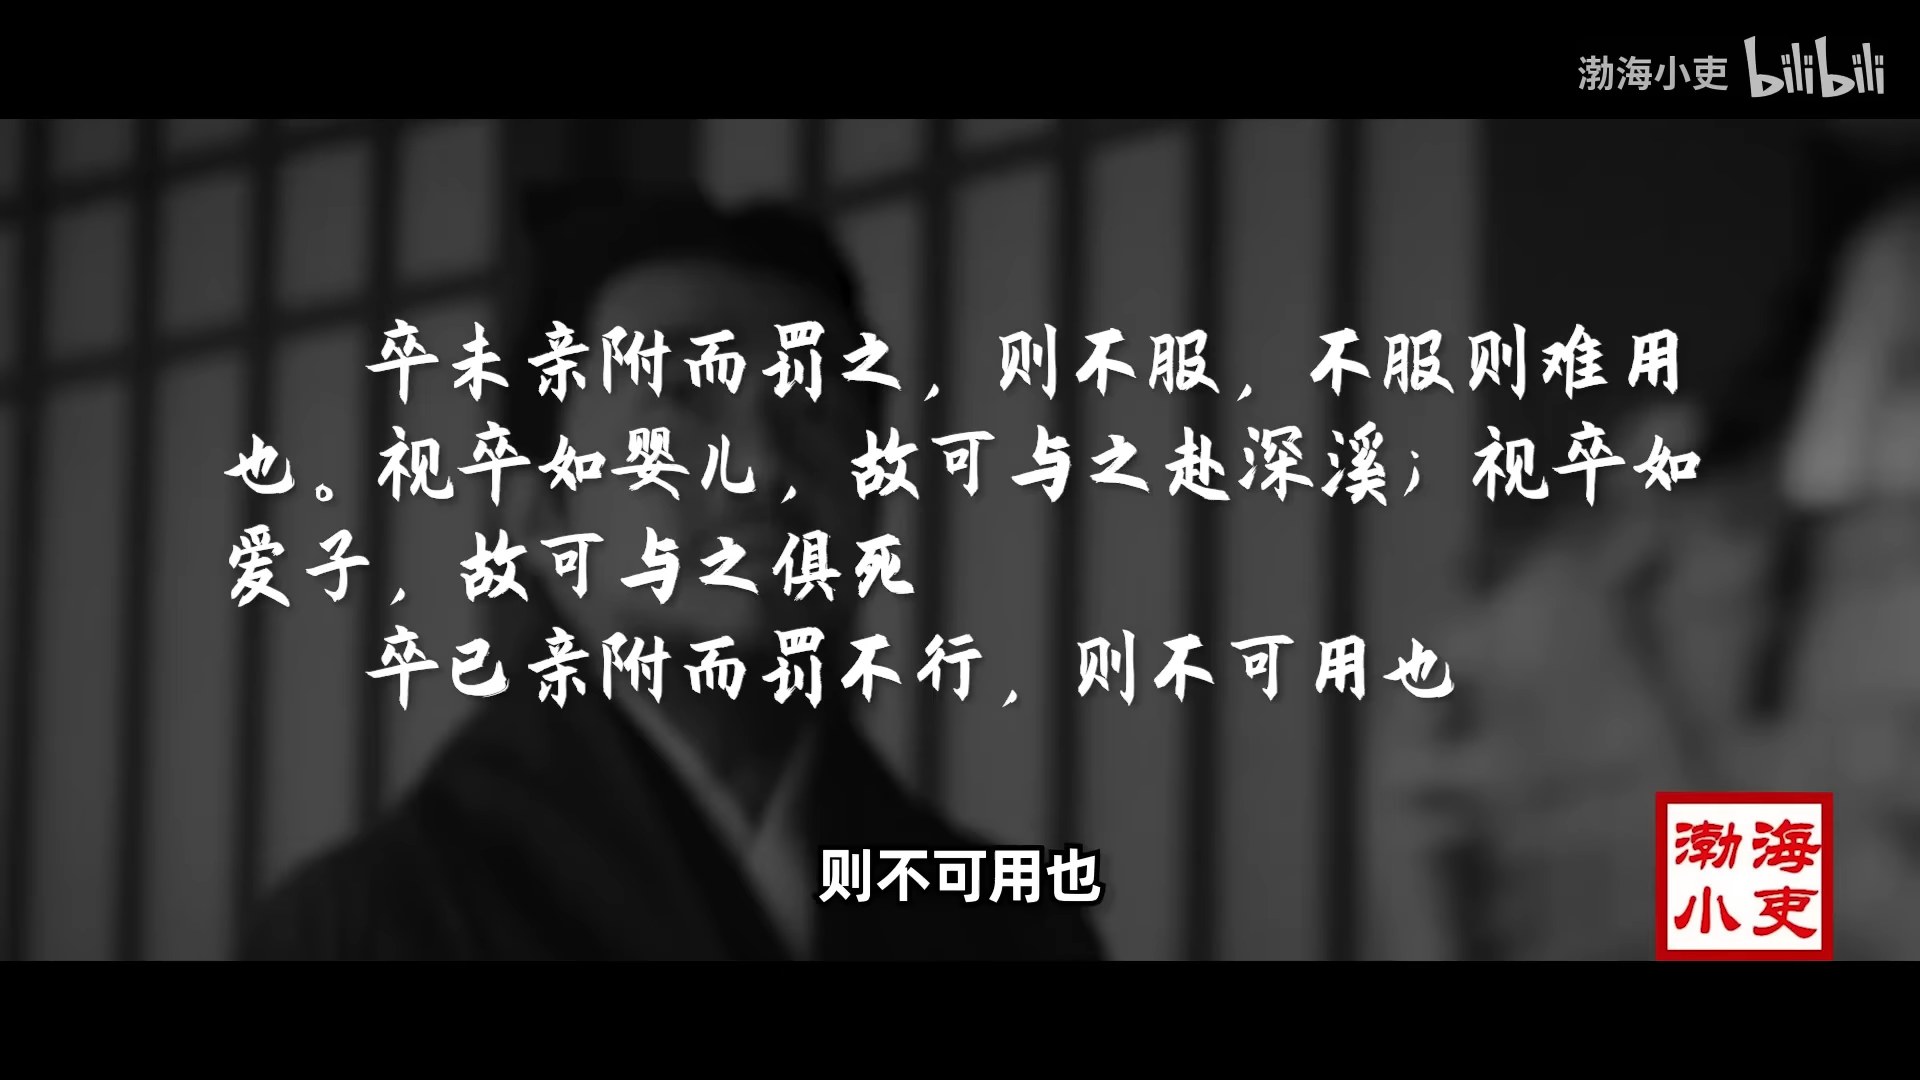 渤海小吏 bilibili
卒未亲附而罚之，则不服，不服则难用
也。视卒如婴儿，故可与之赴深溪；视卒如
爱子，故可与之俱死
卒已亲附而罚不行，则不可用也
则不可用也
渤海
小吏